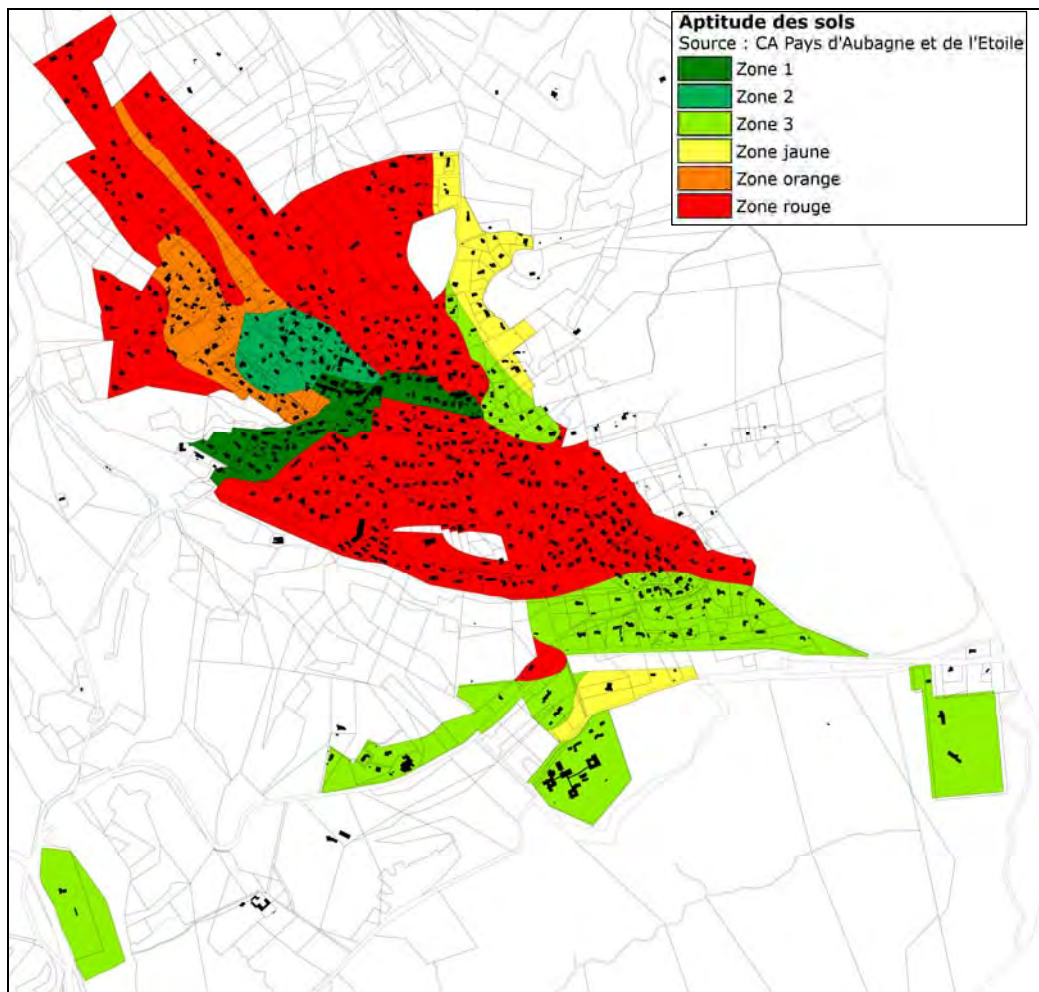 Aptitude des sols
Source : CA Pays d'Aubagne et de l'Etoile
Zone 1
Zone 2
Zone 3
Zone jaune
Zone orange
Zone rouge